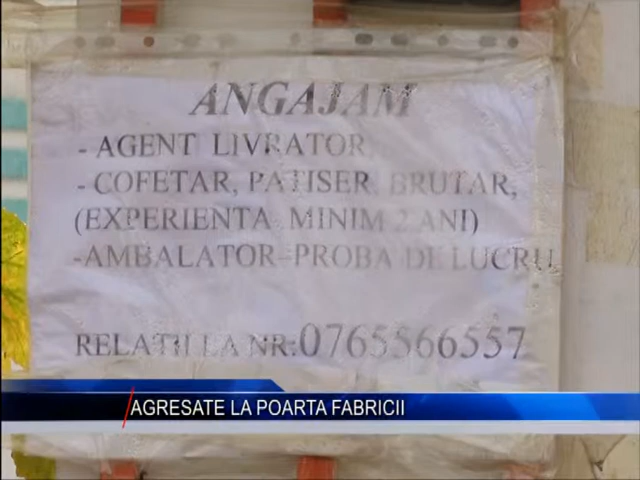 ANGAJAM
- AGENT LIVRATOR
- COFETAR, PATISER, BRUTAR,
(EXPERIENTA MINIM 2 ANI)
-AMBALATOR-PROBA DE LUCRU
RELATII LA NR:0765566557
AGRESATE LA POARTA FABRICII